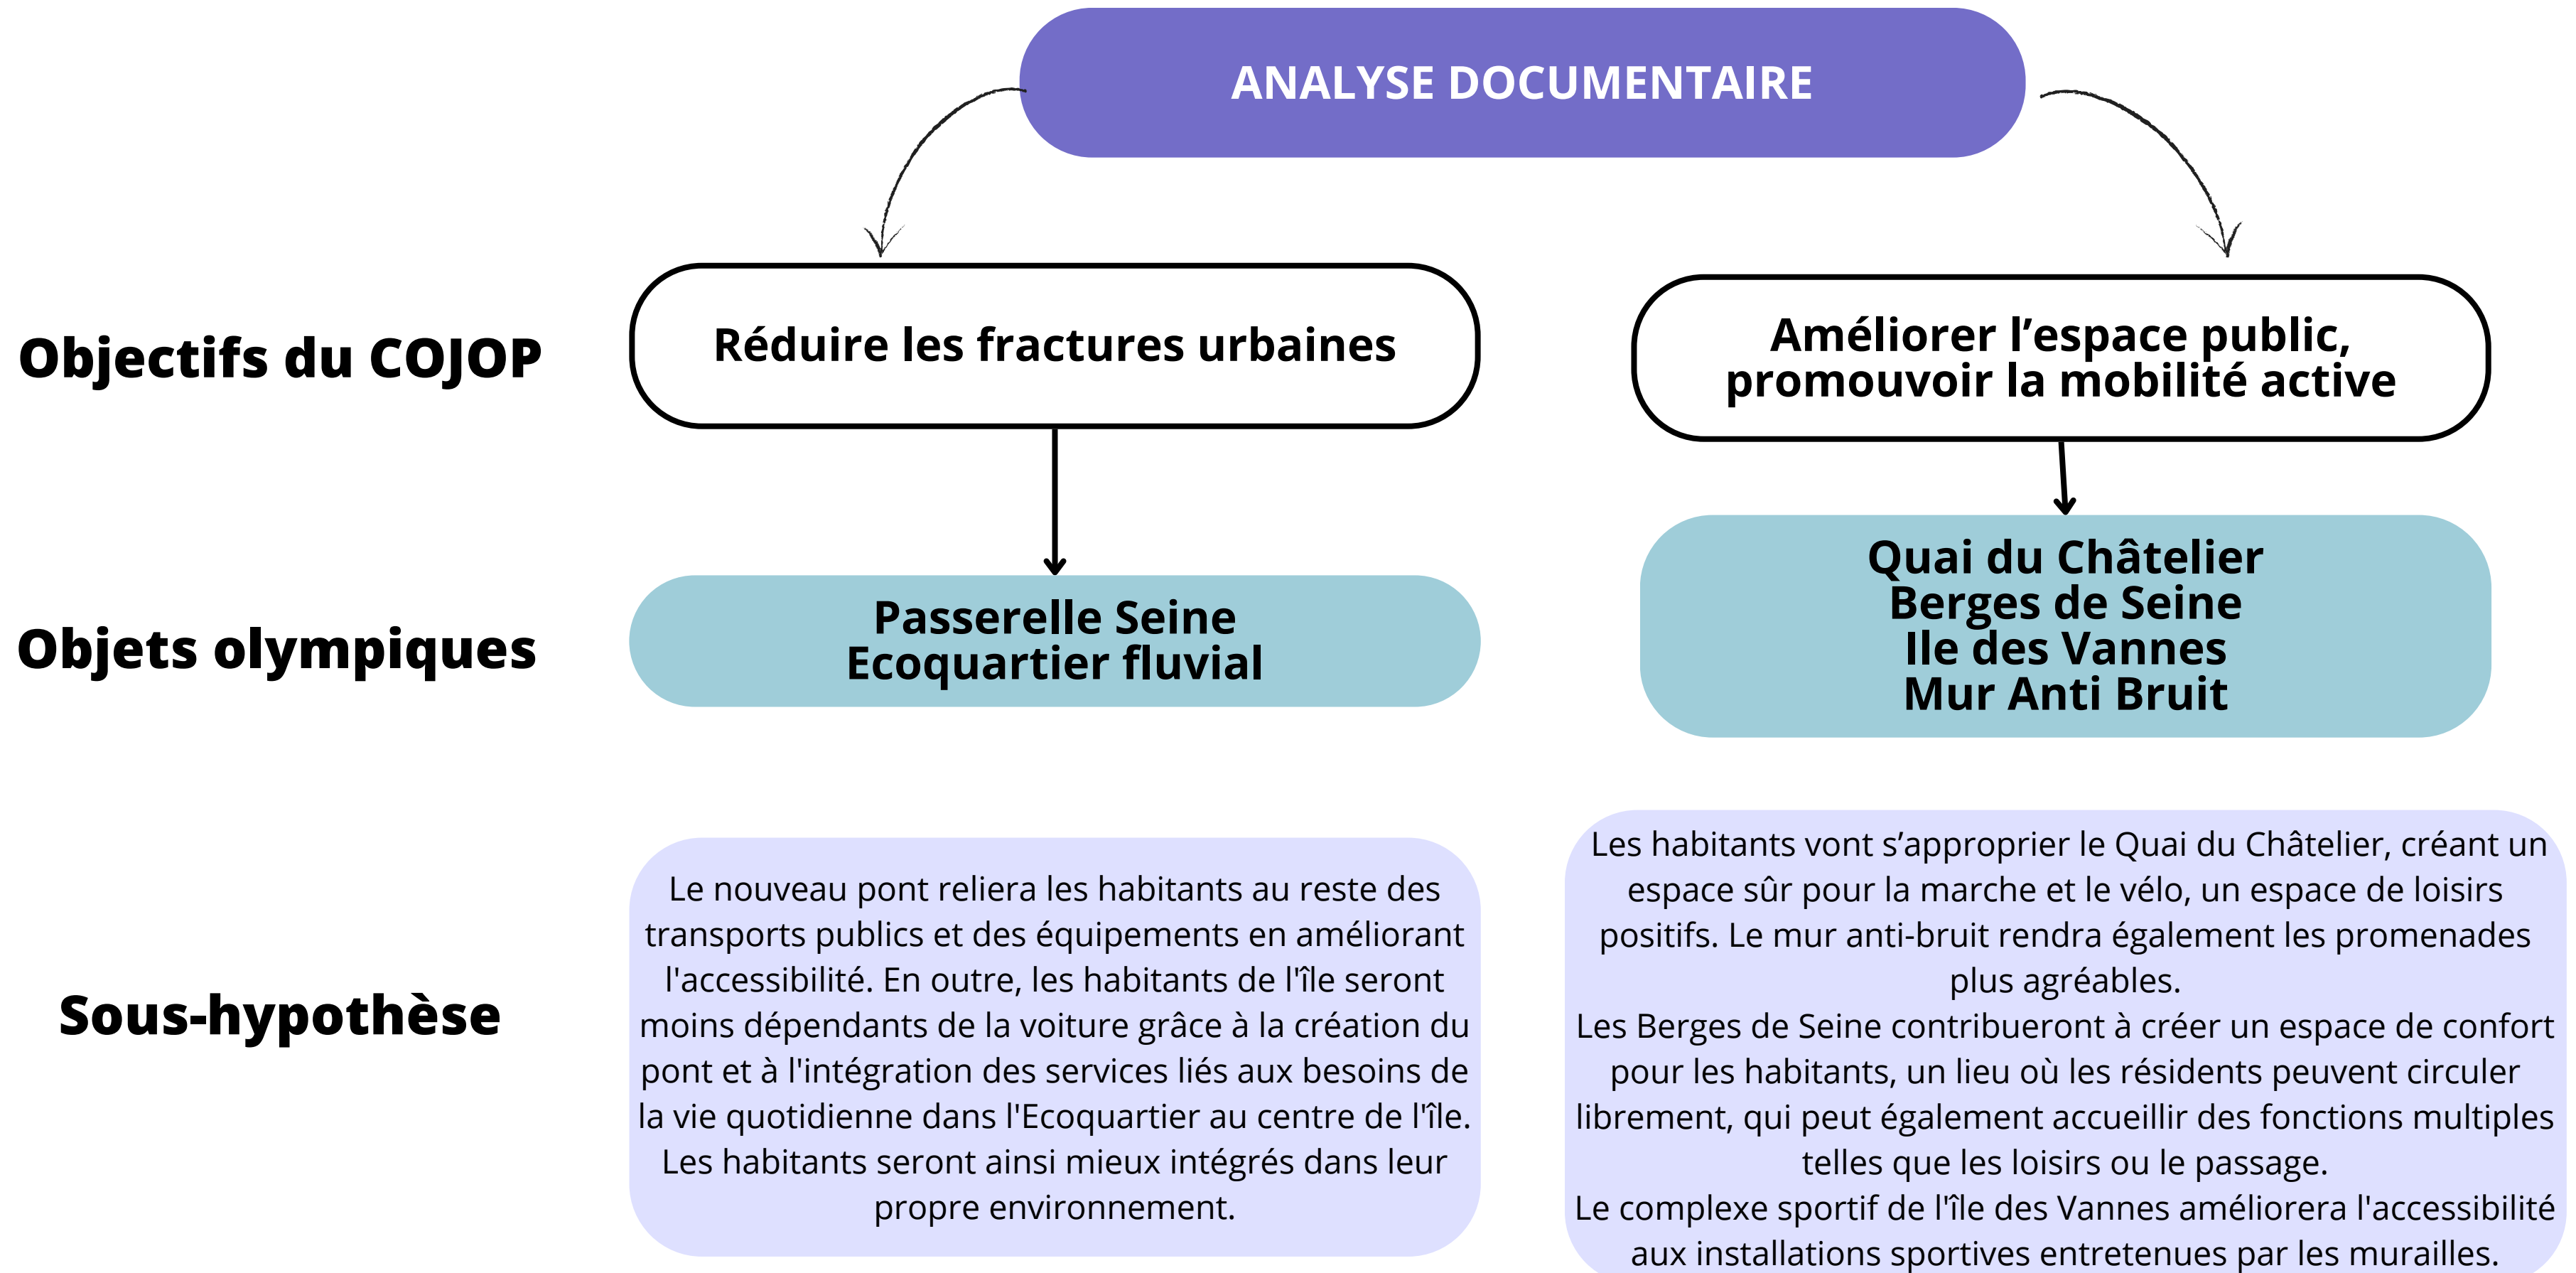 ANALYSE DOCUMENTAIRE
Objectifs du COJOP
Réduire les fractures urbaines
Améliorer l’espace public,
promouvoir la mobilité active
Objets olympiques
Passerelle Seine
Ecoquartier fluvial
Quai du Châtelier
Berges de Seine
Ile des Vannes
Mur Anti Bruit
Sous-hypothèse
Le nouveau pont reliera les habitants au reste des
transports publics et des équipements en améliorant
l'accessibilité. En outre, les habitants de l'île seront
moins dépendants de la voiture grâce à la création du
pont et à l'intégration des services liés aux besoins de
la vie quotidienne dans l'Ecoquartier au centre de l'île.
Les habitants seront ainsi mieux intégrés dans leur
propre environnement.
Les habitants vont s’approprier le Quai du Châtelier, créant un
espace sûr pour la marche et le vélo, un espace de loisirs
positifs. Le mur anti-bruit rendra également les promenades
plus agréables.
Les Berges de Seine contribueront à créer un espace de confort
pour les habitants, un lieu où les résidents peuvent circuler
librement, qui peut également accueillir des fonctions multiples
telles que les loisirs ou le passage.
Le complexe sportif de l'île des Vannes améliorera l'accessibilité
aux installations sportives entretenues par les murailles.